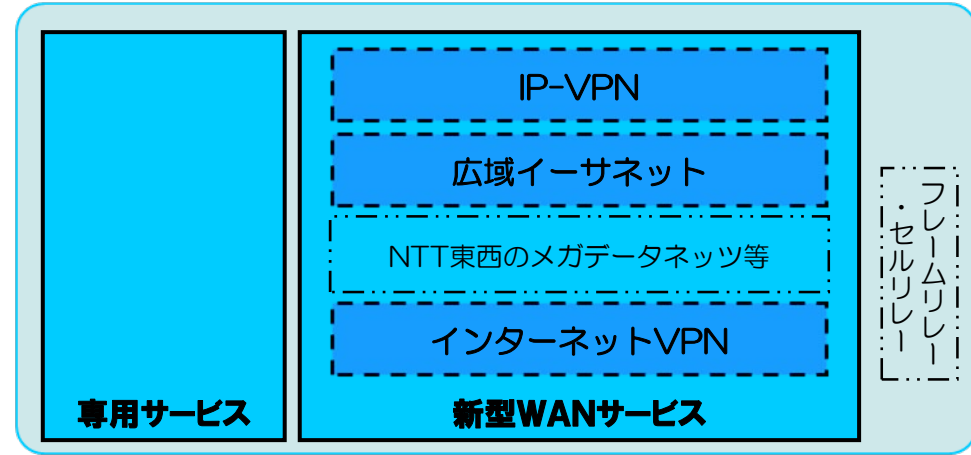 IP-VPN
広域イーサネット
NTT東西のメガデータネッツ等
インターネットVPN
専用サービス
新型WANサービス
フレームリレー
・セルリレー